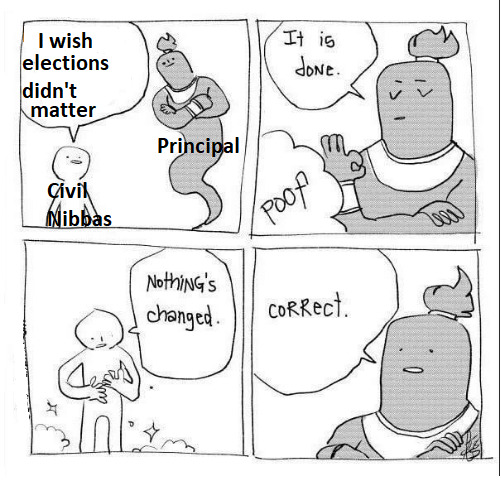 I wish
elections
didn't
matter
Principal
Civil
Nibbas
It is
done.
poof
Nothing's
changed.
correct.